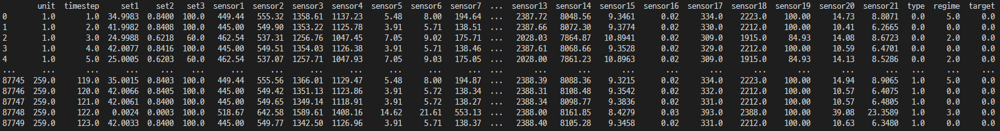 unit timestep set1 set2 set3 sensor1 sensor2 sensor3 sensor4 sensor5 sensor6 sensor7 ... sensor13 sensor14 sensor15 sensor16 sensor17 sensor18 sensor19 sensor20 sensor21 type regime target
0 1.0 1.0 34.9983 0.8400 100.0 449.44 555.32 1358.61 1137.23 5.48 8.00 194.64 ... 2387.72 8048.56 9.3461 0.02 334.0 2223.0 100.00 14.73 8.8071 0.0 5.0 0.0
1 1.0 2.0 41.9982 0.8408 100.0 445.00 549.90 1353.22 1125.78 3.91 5.71 138.51 ... 2387.66 8072.30 9.3774 0.02 330.0 2212.0 100.00 10.41 6.2665 0.0 0.0 0.0
2 1.0 3.0 24.9988 0.6218 60.0 462.54 537.31 1256.76 1047.45 7.05 9.02 175.71 ... 2028.03 7864.87 10.8941 0.02 309.0 1915.0 84.93 14.08 8.6723 0.0 2.0 0.0
3 1.0 4.0 42.0077 0.8416 100.0 445.00 549.51 1354.03 1126.38 3.91 5.71 138.46 ... 2387.61 8068.66 9.3528 0.02 329.0 2212.0 100.00 10.59 6.4701 0.0 0.0 0.0
4 1.0 5.0 25.0005 0.6203 60.0 462.54 537.07 1257.71 1047.93 7.05 9.03 175.05 ... 2028.00 7861.23 10.8963 0.02 309.0 1915.0 84.93 14.13 8.5286 0.0 2.0 0.0
... ... ... ... ... ... ... ... ... ... ... ... ... ... ... ... ... ... ... ... ... ... ... ... ... ...
87745 259.0 119.0 35.0015 0.8403 100.0 449.44 555.56 1366.01 1129.47 5.48 8.00 194.87 ... 2388.39 8088.36 9.3215 0.02 334.0 2223.0 100.00 14.94 8.9065 1.0 5.0 0.0
87746 259.0 120.0 42.0066 0.8405 100.0 445.00 549.42 1351.13 1123.86 3.91 5.72 138.34 ... 2388.31 8108.48 9.3542 0.02 332.0 2212.0 100.00 10.57 6.4075 1.0 0.0 0.0
87747 259.0 121.0 42.0061 0.8400 100.0 445.00 549.65 1349.14 1118.91 3.91 5.72 138.27 ... 2388.34 8098.77 9.3836 0.02 331.0 2212.0 100.00 10.57 6.4805 1.0 0.0 0.0
87748 259.0 122.0 0.0024 0.0003 100.0 518.67 642.58 1589.61 1408.16 14.62 21.61 553.13 ... 2388.00 8161.85 8.4279 0.03 393.0 2388.0 100.00 39.08 23.3589 1.0 3.0 0.0
87749 259.0 123.0 42.0033 0.8400 100.0 445.00 549.77 1342.50 1126.96 3.91 5.71 138.37 ... 2388.40 8105.28 9.3458 0.02 331.0 2212.0 100.00 10.63 6.3480 1.0 0.0 0.0